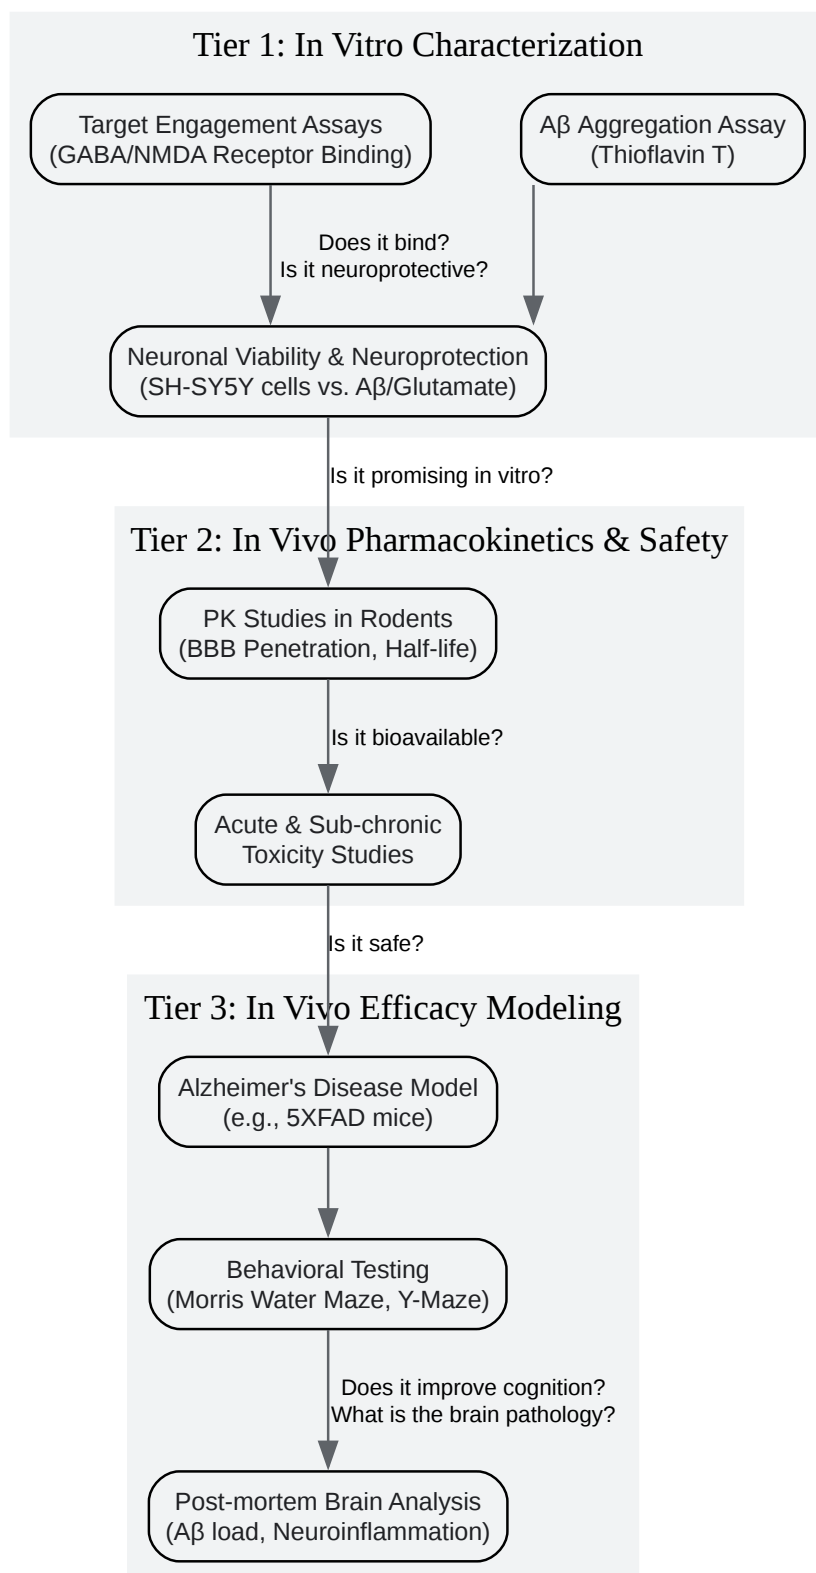 Tier 1: In Vitro Characterization
Target Engagement Assays
(GABA/NMDA Receptor Binding)
Aβ Aggregation Assay
(Thioflavin T)
Does it bind?
Is it neuroprotective?
Neuronal Viability & Neuroprotection
(SH-SY5Y cells vs. Aβ/Glutamate)
Is it promising in vitro?
Tier 2: In Vivo Pharmacokinetics & Safety
PK Studies in Rodents
(BBB Penetration, Half-life)
Is it bioavailable?
Acute & Sub-chronic
Toxicity Studies
Is it safe?
Tier 3: In Vivo Efficacy Modeling
Alzheimer's Disease Model
(e.g., 5XFAD mice)
Behavioral Testing
(Morris Water Maze, Y-Maze)
Does it improve cognition?
What is the brain pathology?
Post-mortem Brain Analysis
(Aβ load, Neuroinflammation)